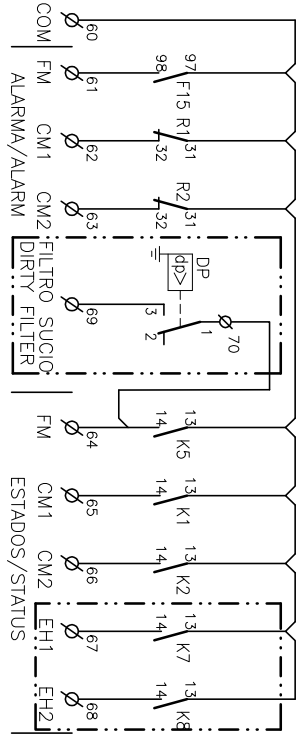 COM 60
FM 61 98 97 F15
CM1 62 32 31 R1
CM2 63 32 31 R2
ALARMA/ALARM
FILTRO SUCIO
DIRTY FILTER
69 3 2 1 70
DP
dp>
FM 64 14 13 K5
CM1 65 14 13 K1
CM2 66 14 13 K2
EH1 67 14 13 K7
EH2 68 14 13 K8
ESTADOS/STATUS